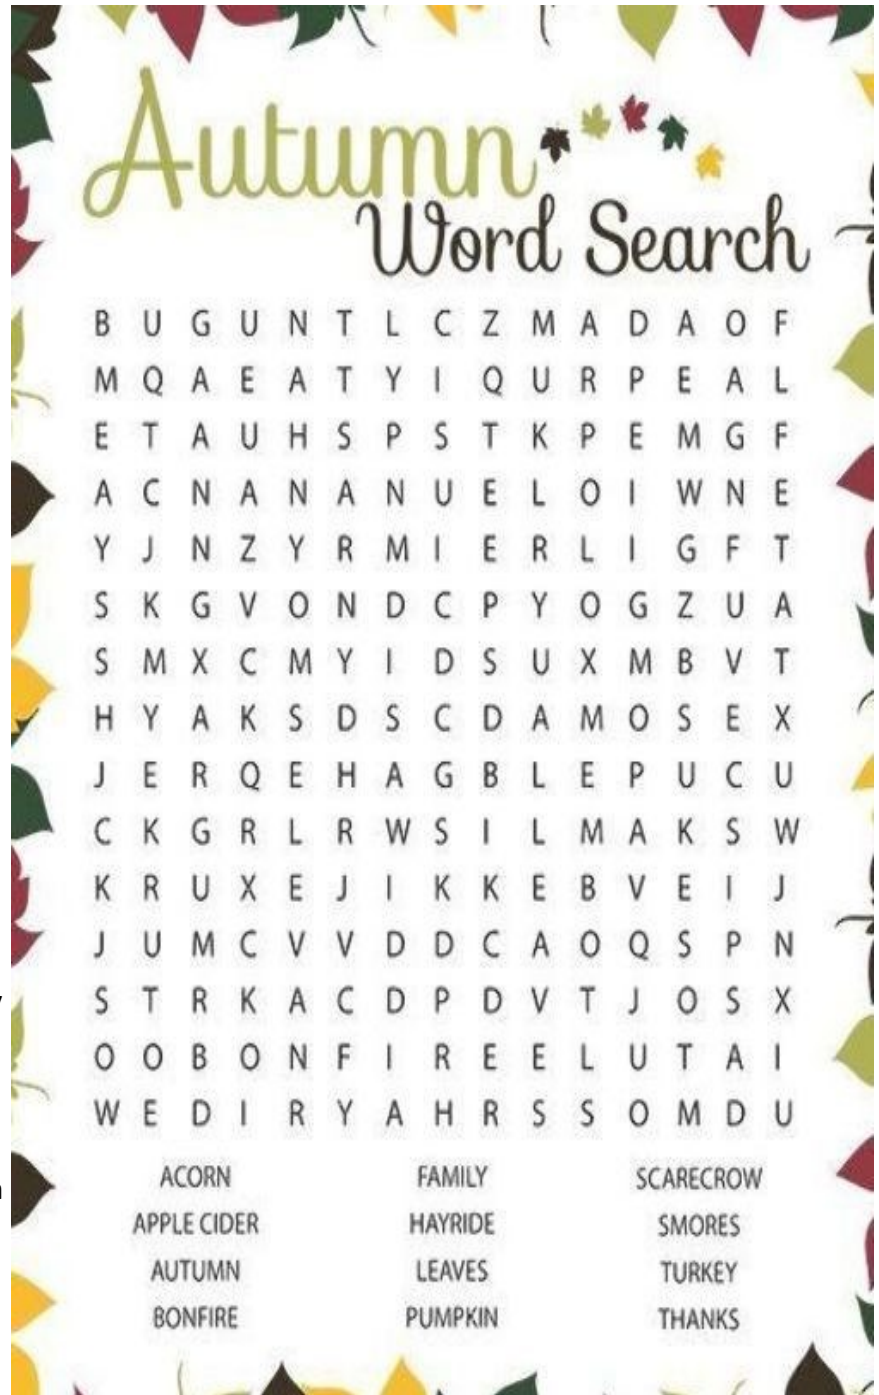 Autumn
Word Search
B U G U N T L C Z M A D A O F
M Q A E A T Y I Q U R P E A L
E T A U H S P S T K P E M G F
A C N A N A N U E L O I W N E
Y J N Z Y R M I E R L I G F T
S K G V O N D C P Y O G Z U A
S M X C M Y I D S U X M B V T
H Y A K S D S C D A M O S E X
J E R Q E H A G B L E P U C U
C K G R L R W S I L M A K S W
K R U X E J I K K E B V E I J
J U M C V V D D C A O Q S P N
S T R K A C D P D V T J O S X
O O B O N F I R E E L U T A I
W E D I R Y A H R S S O M D U
ACORN FAMILY SCARECROW
APPLE CIDER HAYRIDE SMORES
AUTUMN LEAVES TURKEY
BONFIRE PUMPKIN THANKS